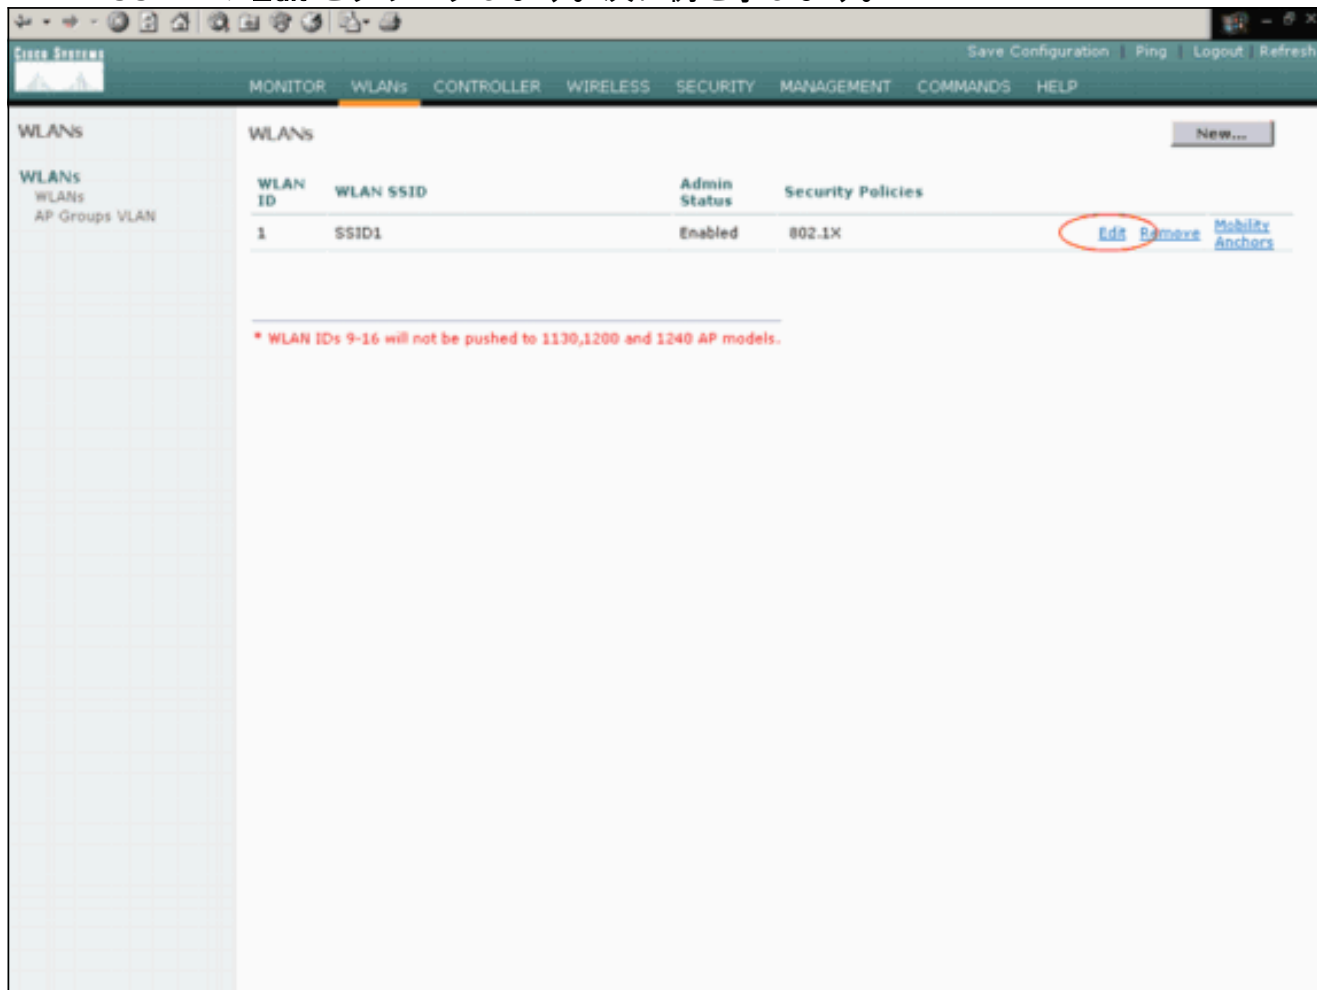 Cisco Systems
Save Configuration | Ping | Logout | Refresh
MONITOR WLANs CONTROLLER WIRELESS SECURITY MANAGEMENT COMMANDS HELP
WLANs
WLANs
WLANs
AP Groups VLAN
WLANs
New...
WLAN ID WLAN SSID Admin Status Security Policies
1 SSID1 Enabled 802.1X Edit Remove Mobility Anchors
* WLAN IDs 9-16 will not be pushed to 1130,1200 and 1240 AP models.